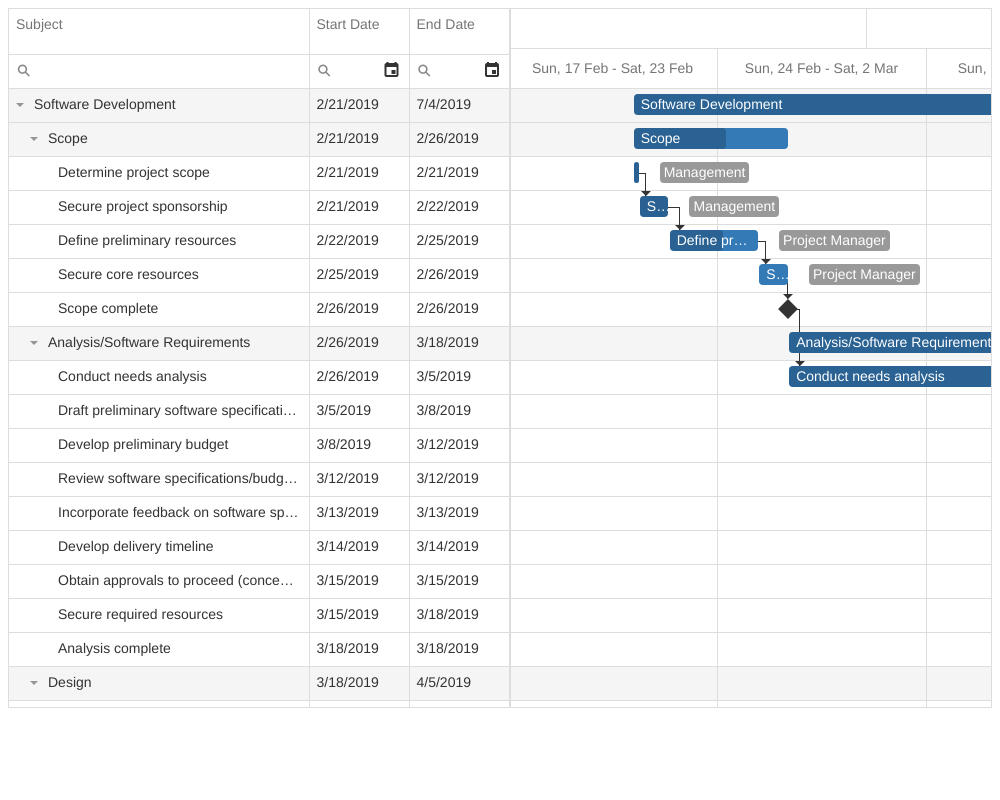 Subject Start Date End Date
Sun, 17 Feb - Sat, 23 Feb Sun, 24 Feb - Sat, 2 Mar Sun,
Software Development 2/21/2019 7/4/2019 Software Development
Scope 2/21/2019 2/26/2019 Scope
Determine project scope 2/21/2019 2/21/2019 Management
Secure project sponsorship 2/21/2019 2/22/2019 S... Management
Define preliminary resources 2/22/2019 2/25/2019 Define pr... Project Manager
Secure core resources 2/25/2019 2/26/2019 S... Project Manager
Scope complete 2/26/2019 2/26/2019
Analysis/Software Requirements 2/26/2019 3/18/2019 Analysis/Software Requirement
Conduct needs analysis 2/26/2019 3/5/2019 Conduct needs analysis
Draft preliminary software specificati... 3/5/2019 3/8/2019
Develop preliminary budget 3/8/2019 3/12/2019
Review software specifications/budg... 3/12/2019 3/12/2019
Incorporate feedback on software sp... 3/13/2019 3/13/2019
Develop delivery timeline 3/14/2019 3/14/2019
Obtain approvals to proceed (conce... 3/15/2019 3/15/2019
Secure required resources 3/15/2019 3/18/2019
Analysis complete 3/18/2019 3/18/2019
Design 3/18/2019 4/5/2019